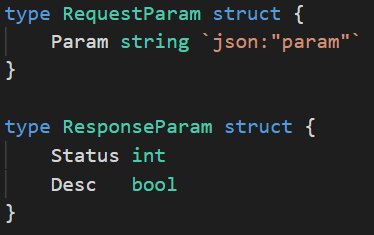 type RequestParam struct {
    Param string `json:"param"`
}

type ResponseParam struct {
    Status int
    Desc   bool
}